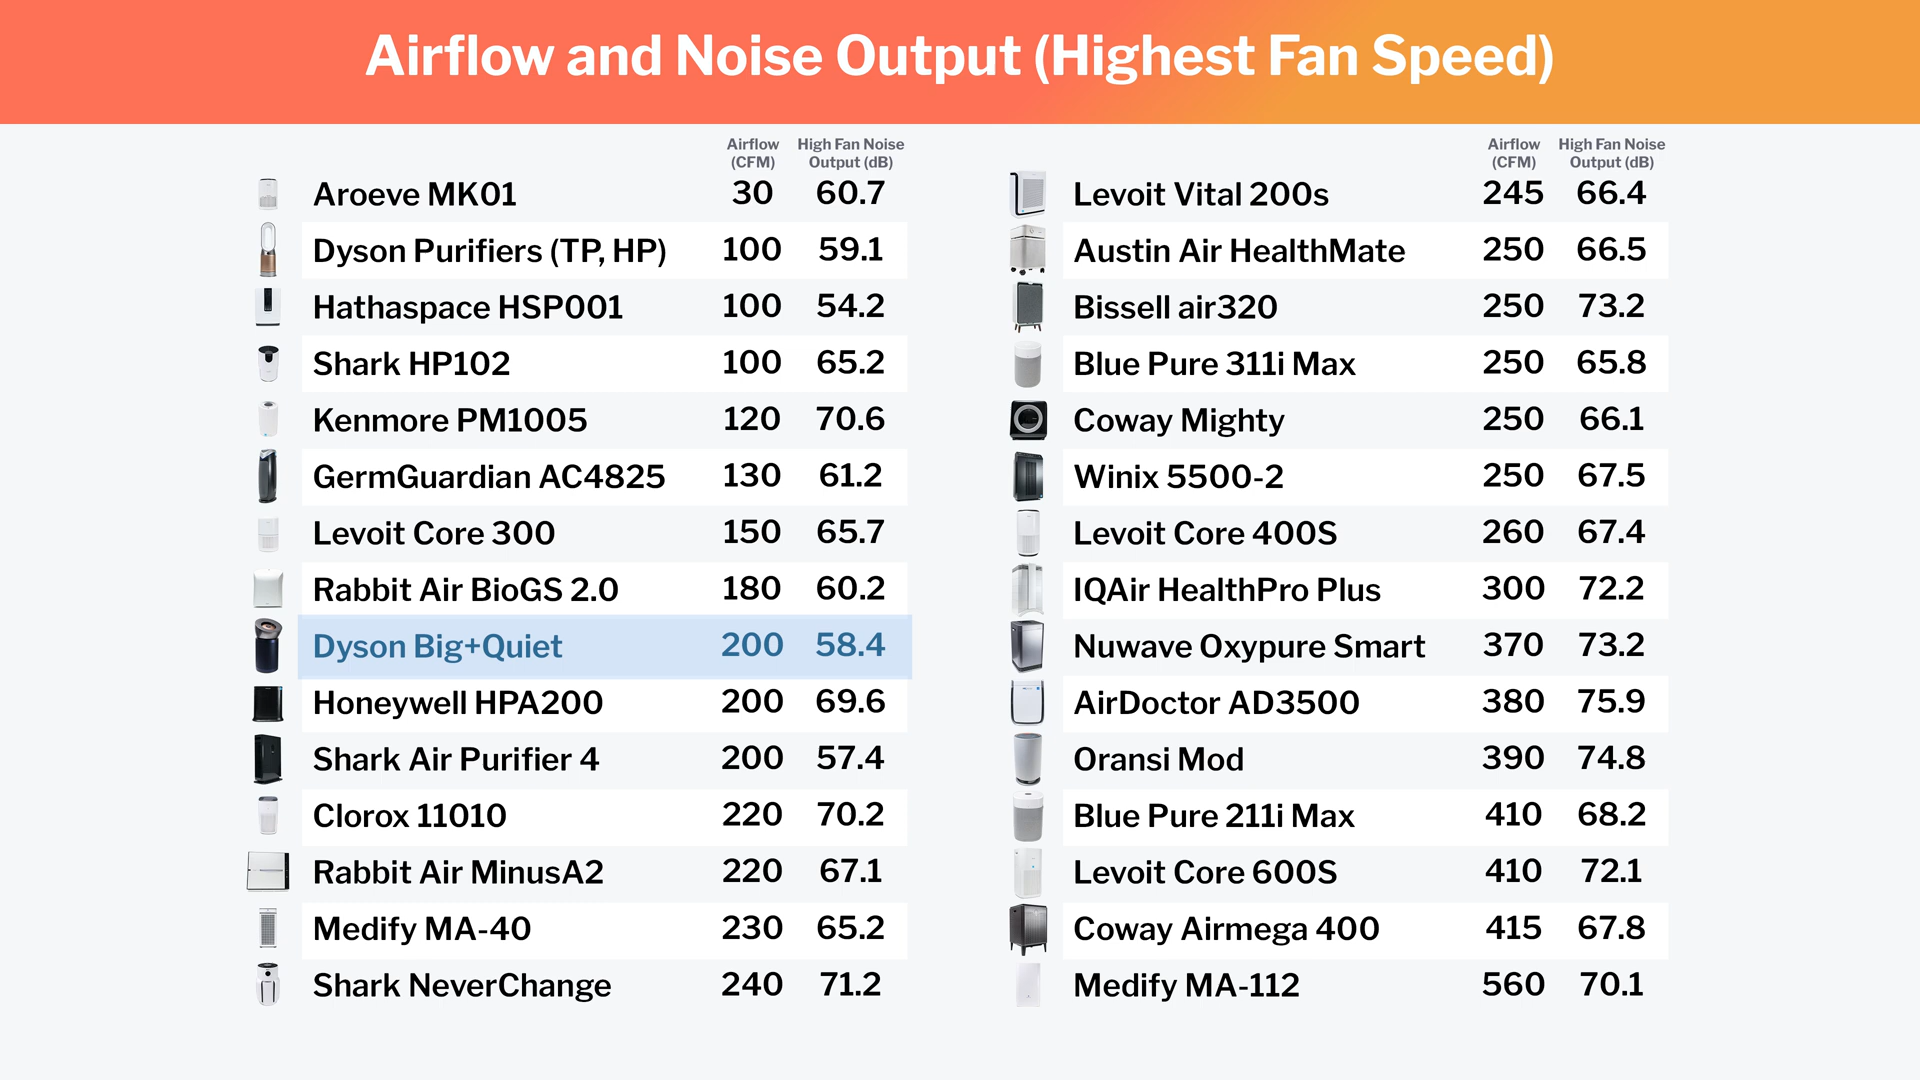 Airflow and Noise Output (Highest Fan Speed)
Airflow (CFM) High Fan Noise Output (dB)
Aroeve MK01 30 60.7
Dyson Purifiers (TP, HP) 100 59.1
Hathaspace HSP001 100 54.2
Shark HP102 100 65.2
Kenmore PM1005 120 70.6
GermGuardian AC4825 130 61.2
Levoit Core 300 150 65.7
Rabbit Air BioGS 2.0 180 60.2
Dyson Big+Quiet 200 58.4
Honeywell HPA200 200 69.6
Shark Air Purifier 4 200 57.4
Clorox 11010 220 70.2
Rabbit Air MinusA2 220 67.1
Medify MA-40 230 65.2
Shark NeverChange 240 71.2
Airflow (CFM) High Fan Noise Output (dB)
Levoit Vital 200s 245 66.4
Austin Air HealthMate 250 66.5
Bissell air320 250 73.2
Blue Pure 311i Max 250 65.8
Coway Mighty 250 66.1
Winix 5500-2 250 67.5
Levoit Core 400S 260 67.4
IQAir HealthPro Plus 300 72.2
Nuwave Oxypure Smart 370 73.2
AirDoctor AD3500 380 75.9
Oransi Mod 390 74.8
Blue Pure 211i Max 410 68.2
Levoit Core 600S 410 72.1
Coway Airmega 400 415 67.8
Medify MA-112 560 70.1